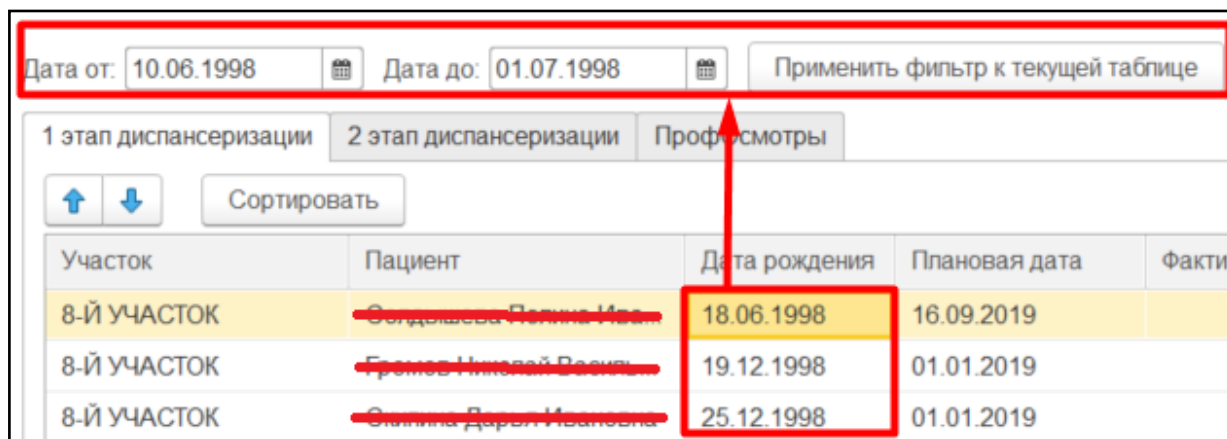 Дата от: 10.06.1998 Дата до: 01.07.1998 Применить фильтр к текущей таблице
1 этап диспансеризации 2 этап диспансеризации Профосмотры
Сортировать
Участок Пациент Дата рождения Плановая дата Факти
8-Й УЧАСТОК 18.06.1998 16.09.2019
8-Й УЧАСТОК 19.12.1998 01.01.2019
8-Й УЧАСТОК 25.12.1998 01.01.2019